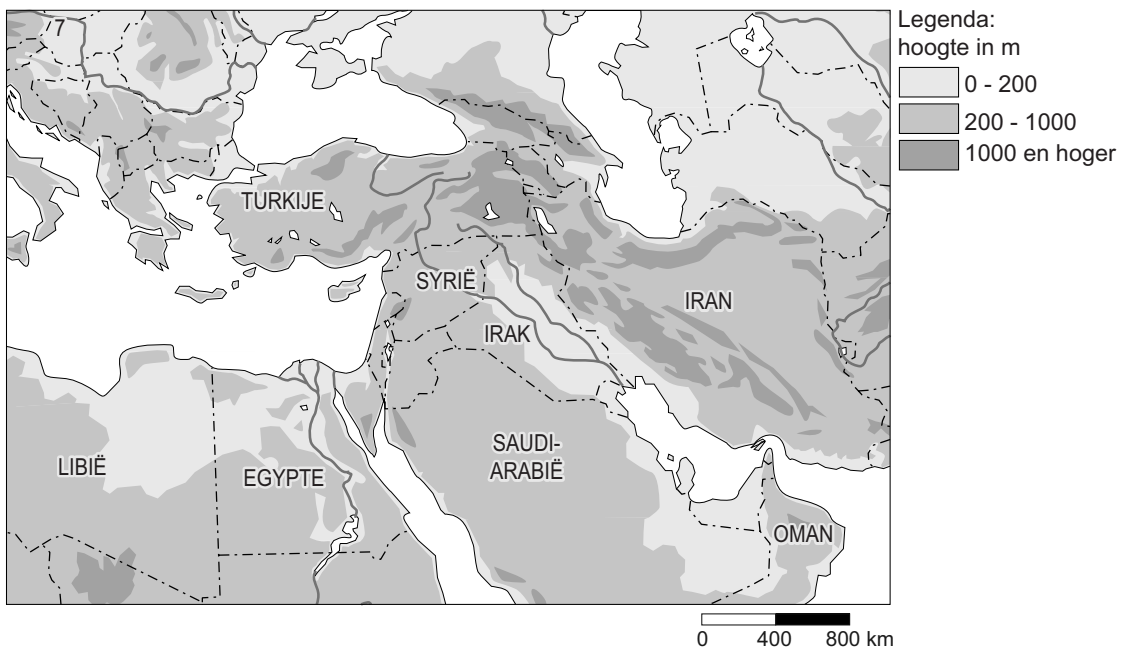 7
Legenda:
hoogte in m
0 - 200
200 - 1000
1000 en hoger
TURKIJE
SYRIË
IRAN
IRAK
SAUDI-
ARABIË
LIBIË
EGYPTE
OMAN
0 400 800 km